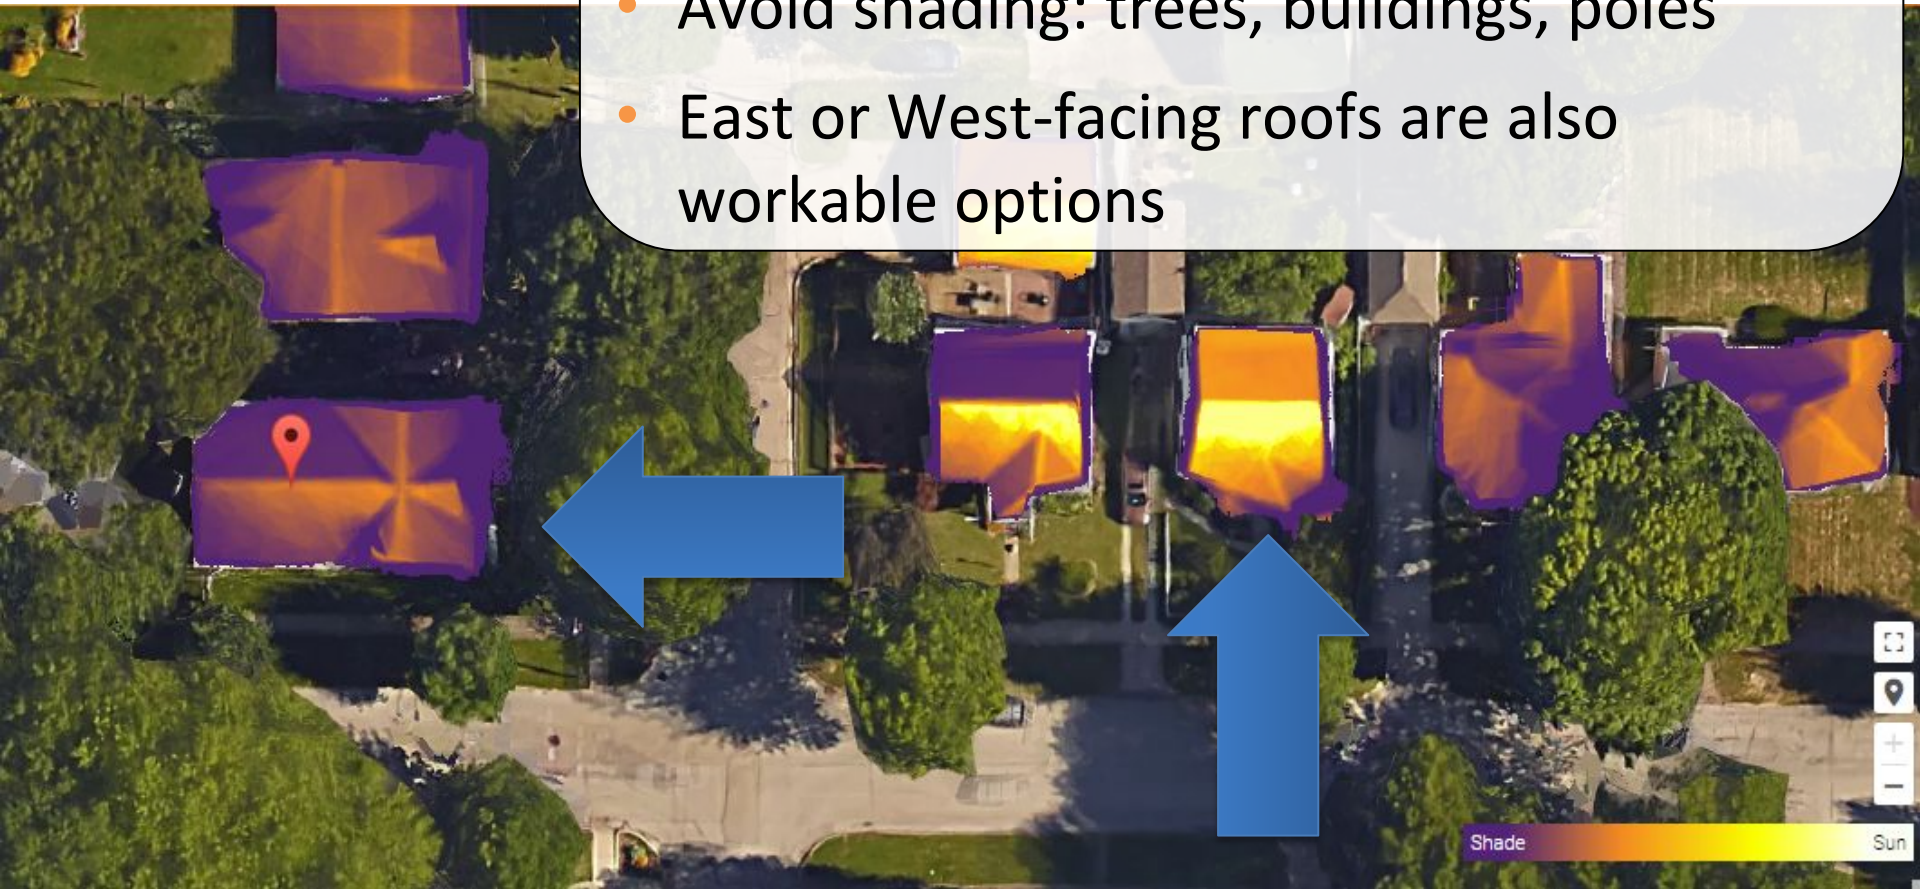 • Avoid shading: trees, buildings, poles
• East or West-facing roofs are also
workable options
Shade Sun